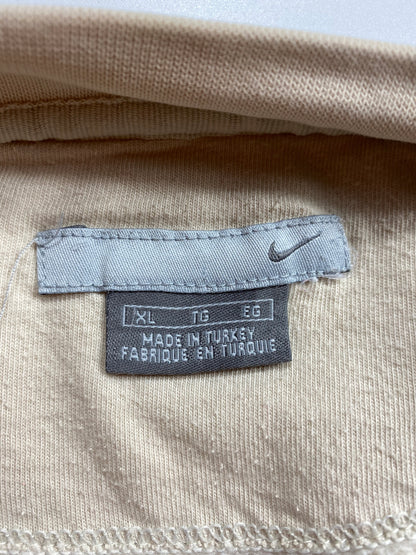 XL TG EG
MADE IN TURKEY
FABRIQUE EN TURQUIE